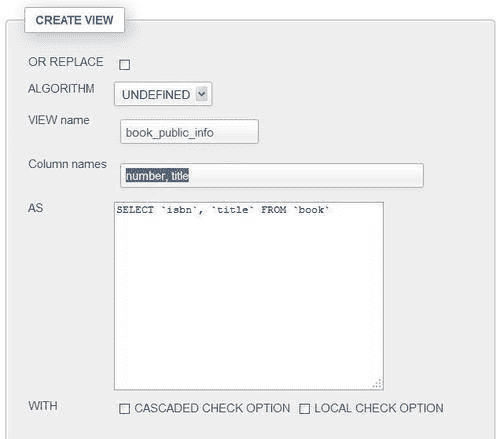 CREATE VIEW
OR REPLACE
ALGORITHM UNDEFINED
VIEW name book_public_info
Column names number, title
AS SELECT `isbn`, `title` FROM `book`
WITH CASCADED CHECK OPTION LOCAL CHECK OPTION